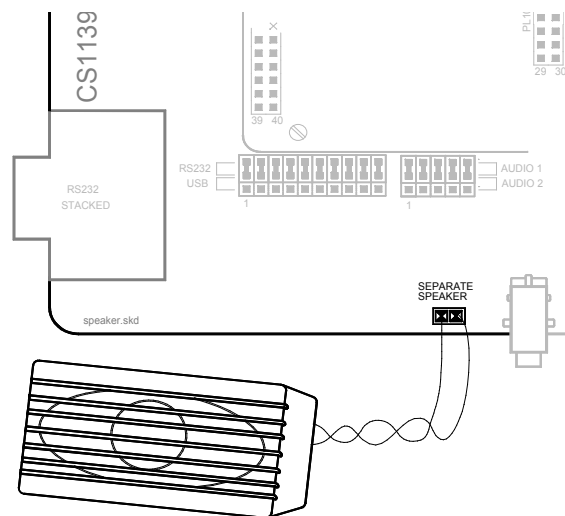 CS1139
X
39 40
PL10
29 30
RS232
USB
1
1
AUDIO 1
AUDIO 2
RS232
STACKED
SEPARATE
SPEAKER
speaker.skd